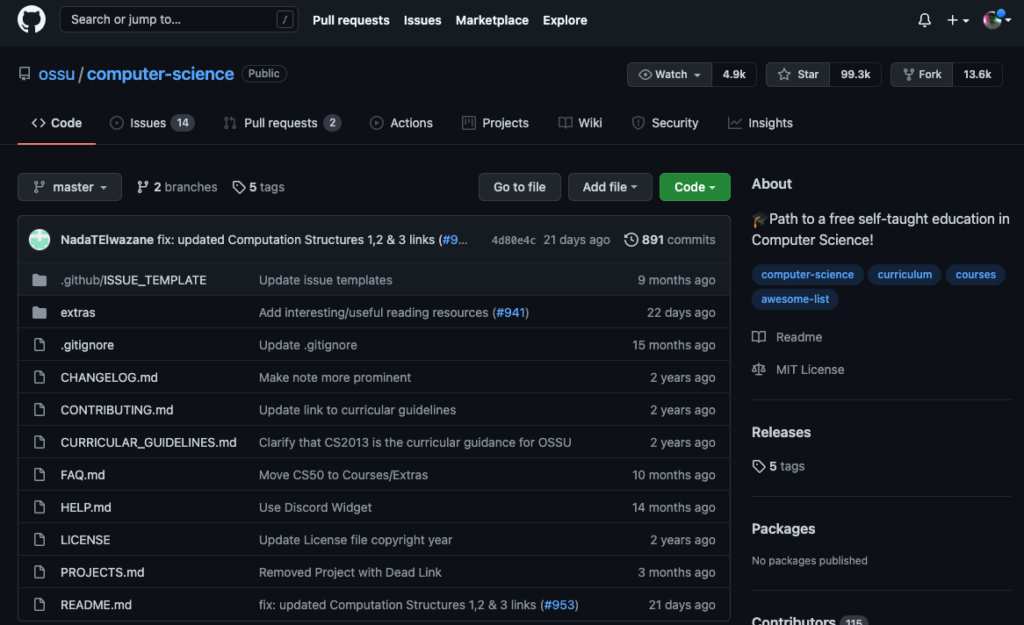 Search or jump to... /
Pull requests Issues Marketplace Explore
ossu / computer-science Public
Watch 4.9k Star 99.3k Fork 13.6k
Code Issues 14 Pull requests 2 Actions Projects Wiki Security Insights
master 2 branches 5 tags Go to file Add file Code
NadaTElwazane fix: updated Computation Structures 1,2 & 3 links (#9... 4d80e4c 21 days ago 891 commits
.github/ISSUE_TEMPLATE Update issue templates 9 months ago
extras Add interesting/useful reading resources (#941) 22 days ago
.gitignore Update .gitignore 15 months ago
CHANGELOG.md Make note more prominent 2 years ago
CONTRIBUTING.md Update link to curricular guidelines 2 years ago
CURRICULAR_GUIDELINES.md Clarify that CS2013 is the curricular guidance for OSSU 2 years ago
FAQ.md Move CS50 to Courses/Extras 10 months ago
HELP.md Use Discord Widget 14 months ago
LICENSE Update License file copyright year 2 years ago
PROJECTS.md Removed Project with Dead Link 3 months ago
README.md fix: updated Computation Structures 1,2 & 3 links (#953) 21 days ago
About
🎓Path to a free self-taught education in
Computer Science!
computer-science curriculum courses
awesome-list
Readme
MIT License
Releases
5 tags
Packages
No packages published
Contributors 115